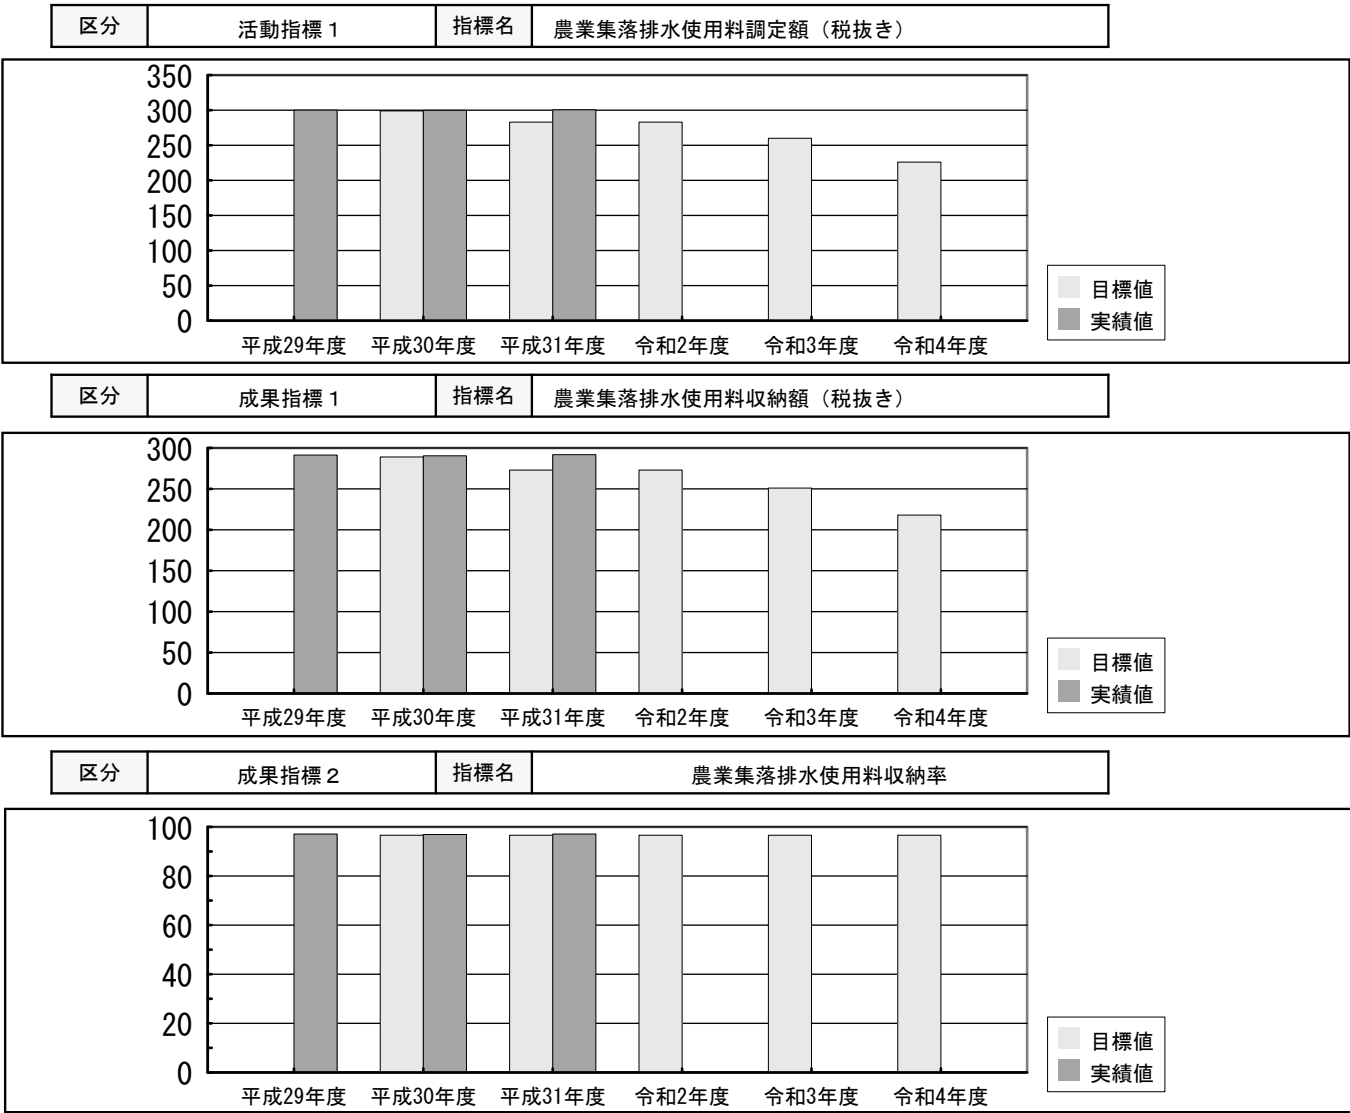 区分 活動指標１ 指標名 農業集落排水使用料調定額（税抜き）
350
300
250
200
150
100
50
0
平成29年度 平成30年度 平成31年度 令和2年度 令和3年度 令和4年度
目標値
実績値
区分 成果指標１ 指標名 農業集落排水使用料収納額（税抜き）
300
250
200
150
100
50
0
平成29年度 平成30年度 平成31年度 令和2年度 令和3年度 令和4年度
目標値
実績値
区分 成果指標２ 指標名 農業集落排水使用料収納率
100
80
60
40
20
0
平成29年度 平成30年度 平成31年度 令和2年度 令和3年度 令和4年度
目標値
実績値